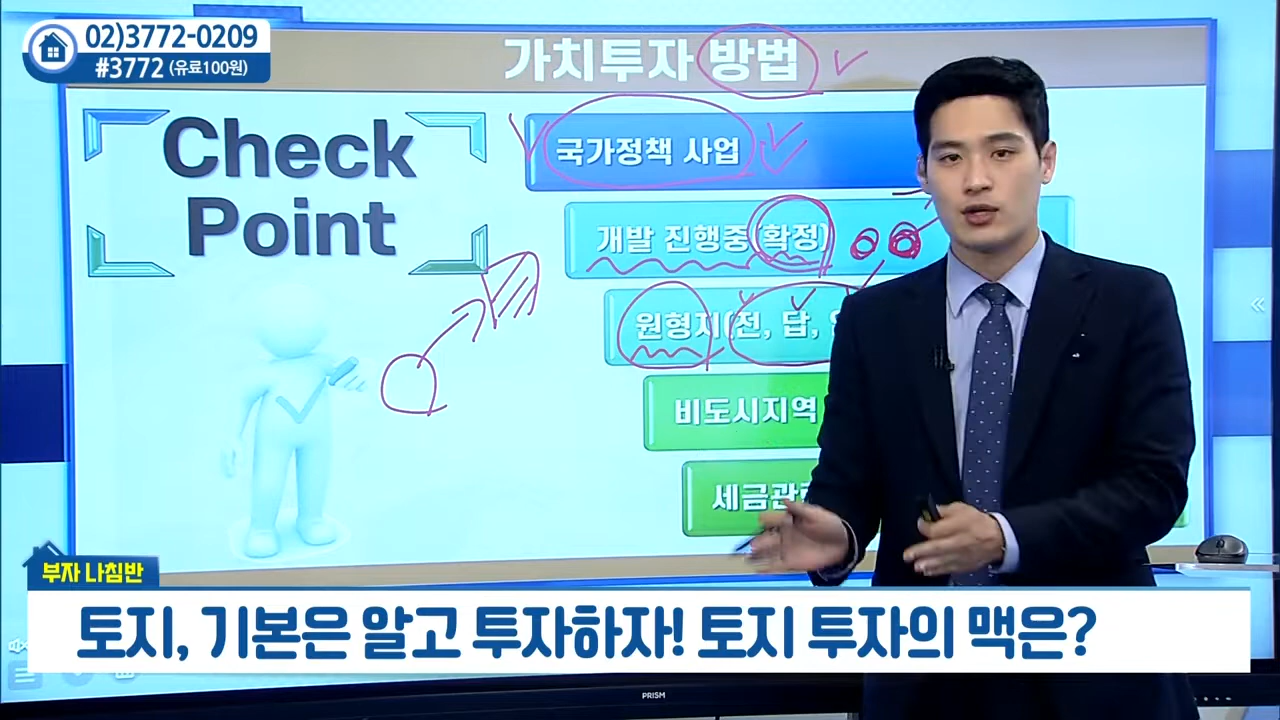 02)3772-0209
#3772 (유료100원)
가치투자 방법
Check
Point
국가정책 사업
개발 진행중(확정)
원형지(전, 답,
비도시지역
세금관
부자 나침반
토지, 기본은 알고 투자하자! 토지 투자의 맥은?
PRISM